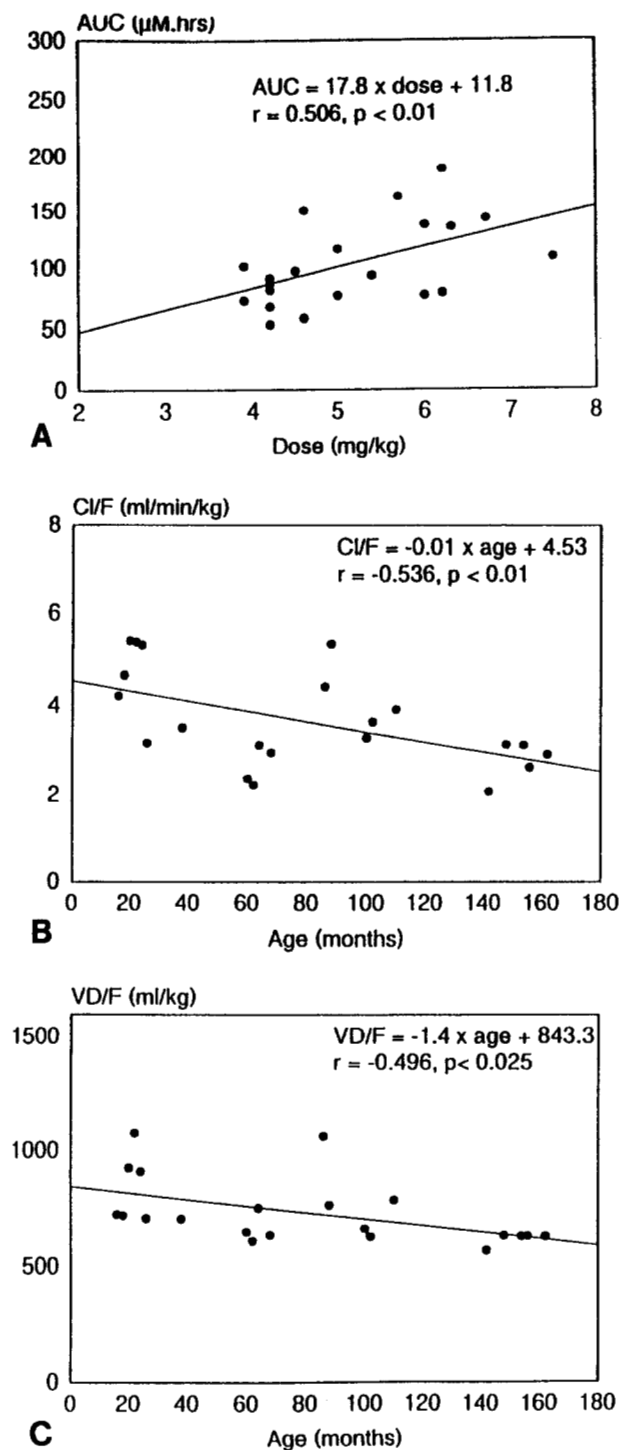 AUC (µM.hrs)
300
250
200
150
100
50
0
AUC = 17.8 x dose + 11.8
r = 0.506, p < 0.01
2 3 4 5 6 7 8
Dose (mg/kg)
A
Cl/F (ml/min/kg)
8
6
4
2
0
Cl/F = -0.01 x age + 4.53
r = -0.536, p < 0.01
0 20 40 60 80 100 120 140 160 180
Age (months)
B
VD/F (ml/kg)
1500
1000
500
0
VD/F = -1.4 x age + 843.3
r = -0.496, p< 0.025
0 20 40 60 80 100 120 140 160 180
Age (months)
C